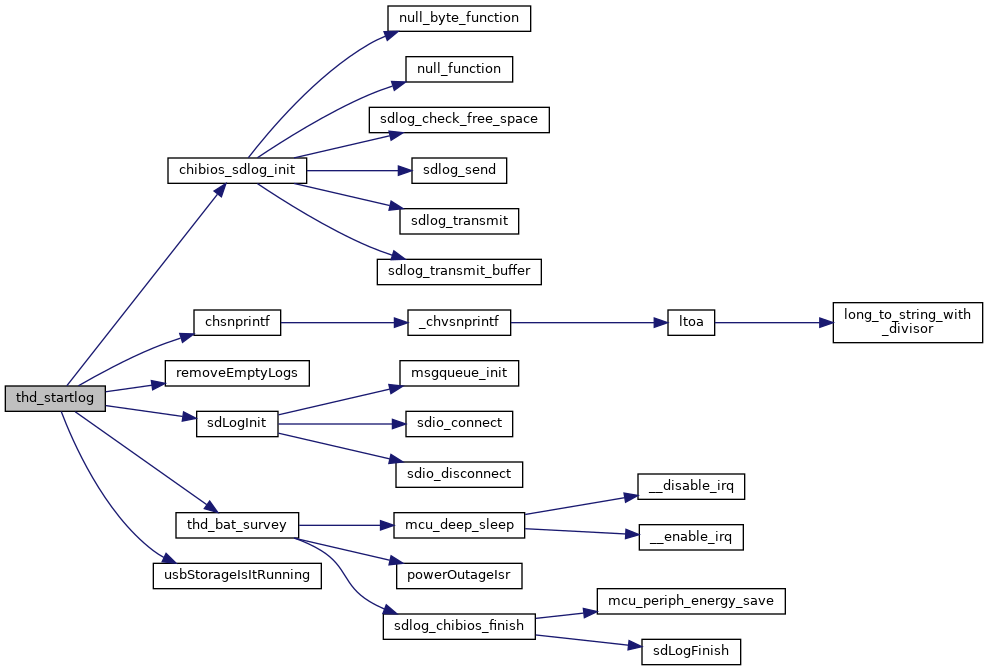 null_byte_function
null_function
sdlog_check_free_space
chibios_sdlog_init
sdlog_send
sdlog_transmit
sdlog_transmit_buffer
chsnprintf
_chvsnprintf
ltoa
long_to_string_with
_divisor
removeEmptyLogs
msgqueue_init
thd_startlog
sdLogInit
sdio_connect
sdio_disconnect
__disable_irq
thd_bat_survey
mcu_deep_sleep
__enable_irq
usbStorageIsItRunning
powerOutageIsr
mcu_periph_energy_save
sdlog_chibios_finish
sdLogFinish